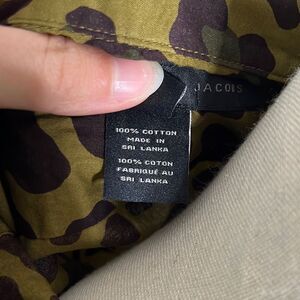 JACOBS
100% COTTON
MADE IN
SRI LANKA
100% COTON
FABRIQUÉ AU
SRI LANKA